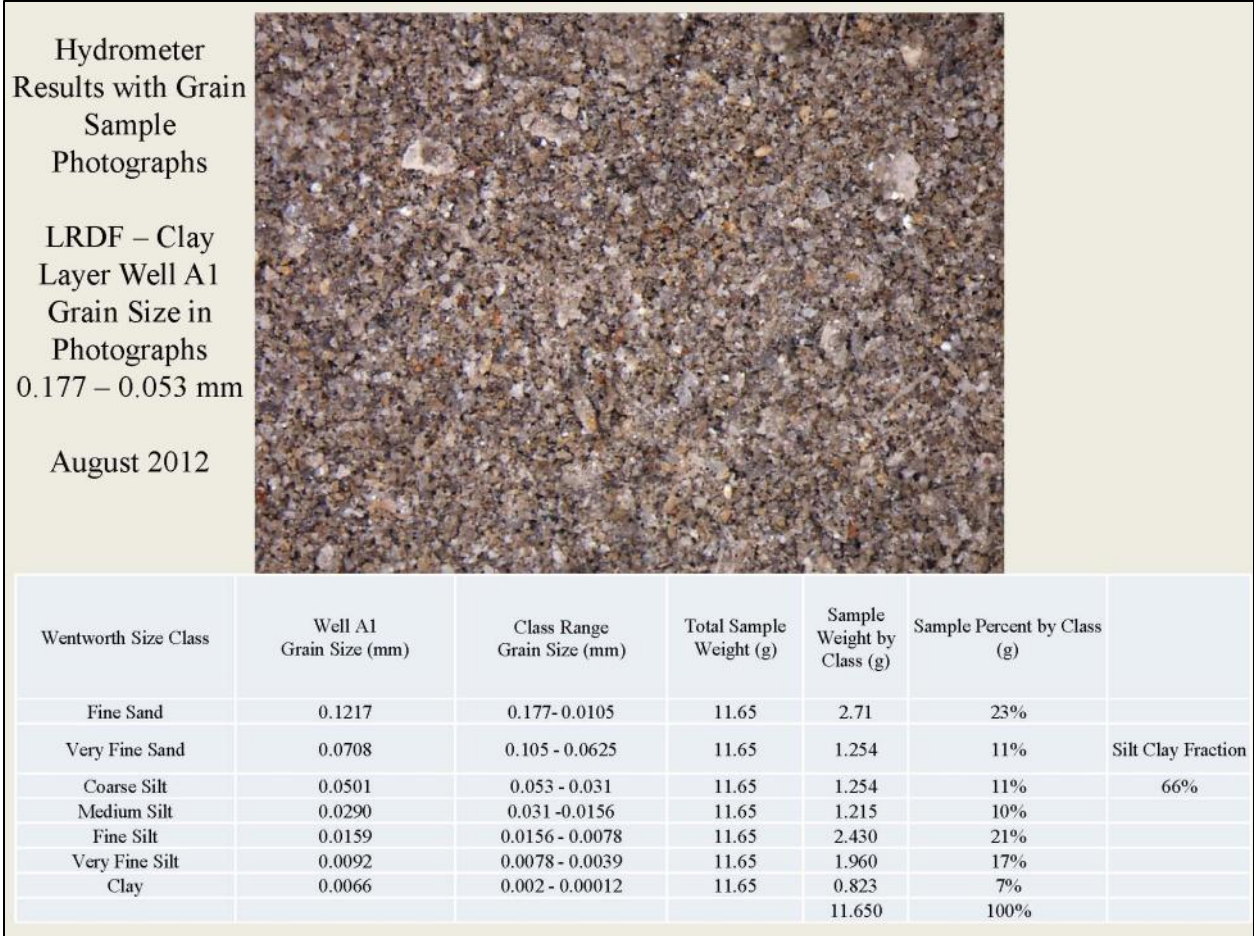 Hydrometer
Results with Grain
Sample
Photographs
LRDF – Clay
Layer Well A1
Grain Size in
Photographs
0.177 – 0.053 mm
August 2012
Wentworth Size Class Well A1 Grain Size (mm) Class Range Grain Size (mm) Total Sample Weight (g) Sample Weight by Class (g) Sample Percent by Class (g)
Fine Sand 0.1217 0.177- 0.0105 11.65 2.71 23%
Very Fine Sand 0.0708 0.105 - 0.0625 11.65 1.254 11% Silt Clay Fraction
Coarse Silt 0.0501 0.053 - 0.031 11.65 1.254 11% 66%
Medium Silt 0.0290 0.031 -0.0156 11.65 1.215 10%
Fine Silt 0.0159 0.0156 - 0.0078 11.65 2.430 21%
Very Fine Silt 0.0092 0.0078 - 0.0039 11.65 1.960 17%
Clay 0.0066 0.002 - 0.00012 11.65 0.823 7%
11.650 100%